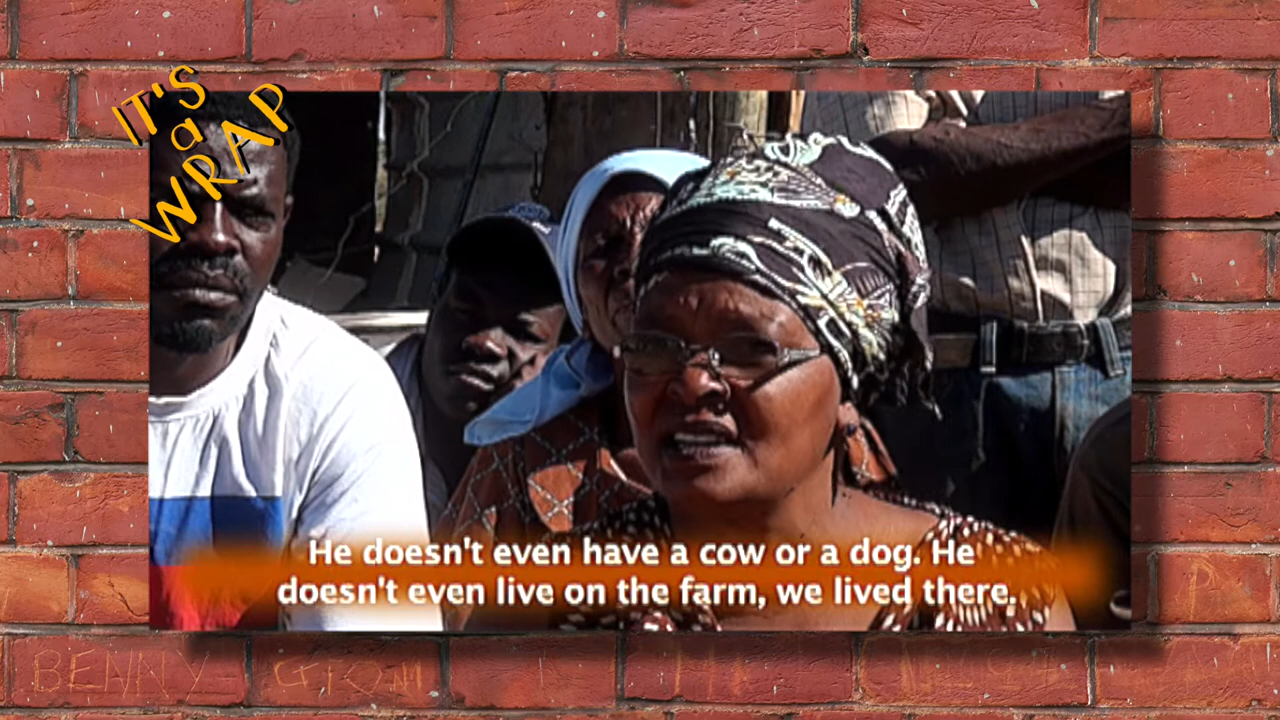 IT'S
a
WRAP
He doesn't even have a cow or a dog. He
doesn't even live on the farm, we lived there.
BENNY